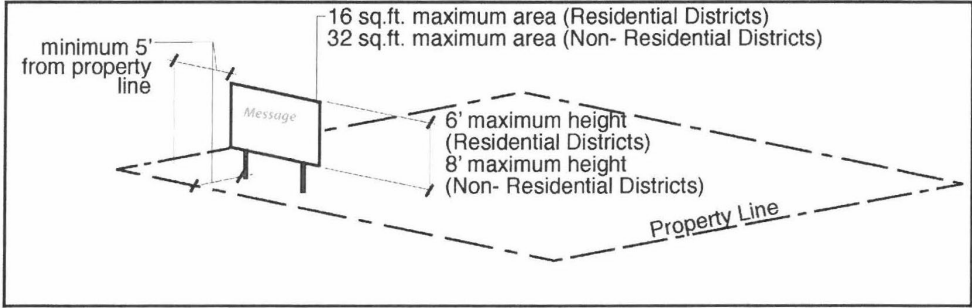 16 sq.ft. maximum area (Residential Districts)
32 sq.ft. maximum area (Non- Residential Districts)
minimum 5'
from property
line
Message
6' maximum height
(Residential Districts)
8' maximum height
(Non- Residential Districts)
Property Line